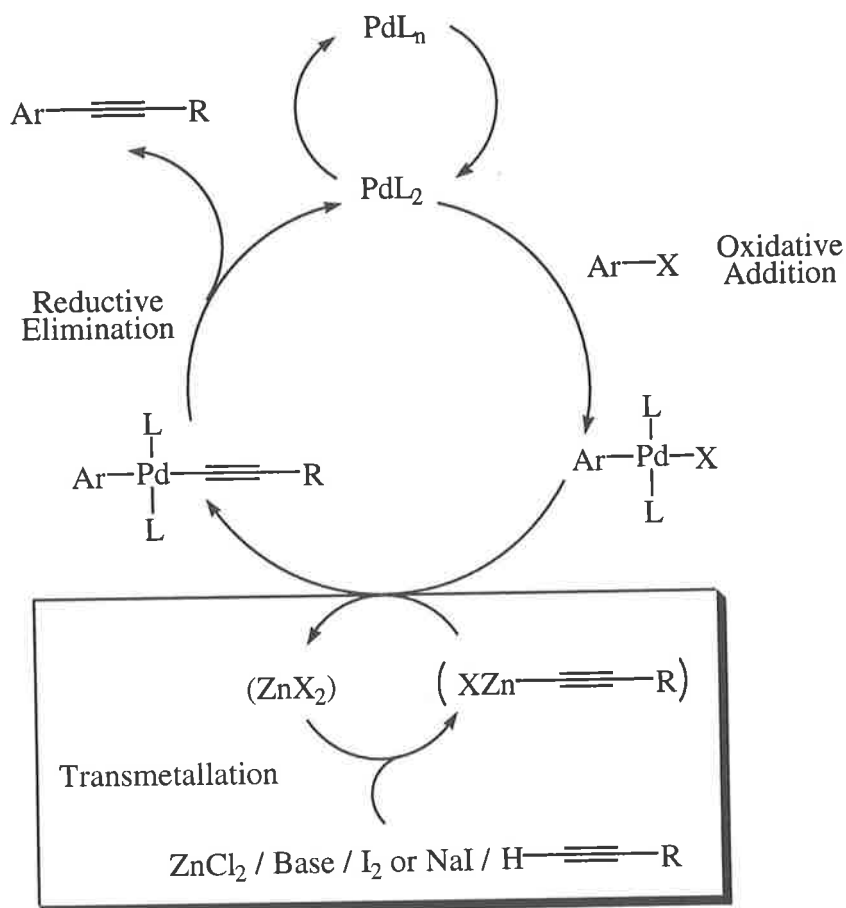 PdLₙ
Ar R
PdL₂
Ar—X Oxidative
Addition
Reductive
Elimination
L
Ar—Pd R
L
L
Ar—Pd—X
L
(ZnX₂) (XZn R)
Transmetallation
ZnCl₂ / Base / I₂ or NaI / H R